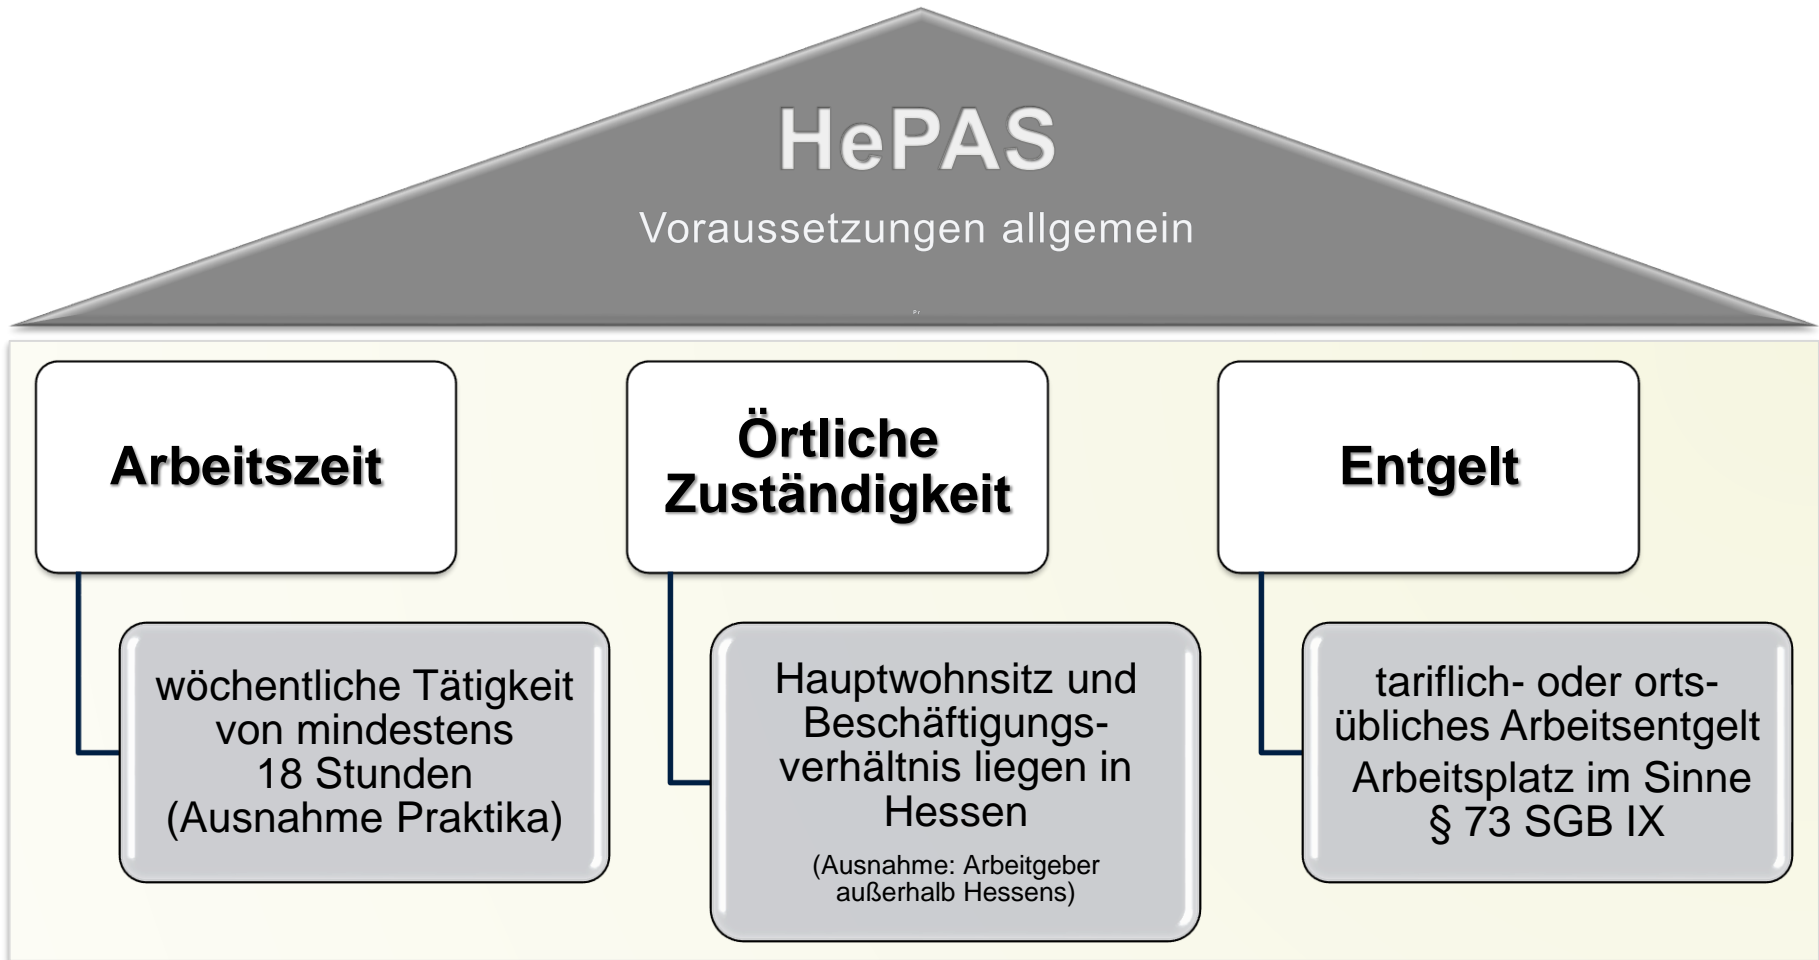 HePAS
Voraussetzungen allgemein
Arbeitszeit
wöchentliche Tätigkeit
von mindestens
18 Stunden
(Ausnahme Praktika)
Örtliche
Zuständigkeit
Hauptwohnsitz und
Beschäftigungs-
verhältnis liegen in
Hessen
(Ausnahme: Arbeitgeber
außerhalb Hessens)
Entgelt
tariflich- oder orts-
übliches Arbeitsentgelt
Arbeitsplatz im Sinne
§ 73 SGB IX